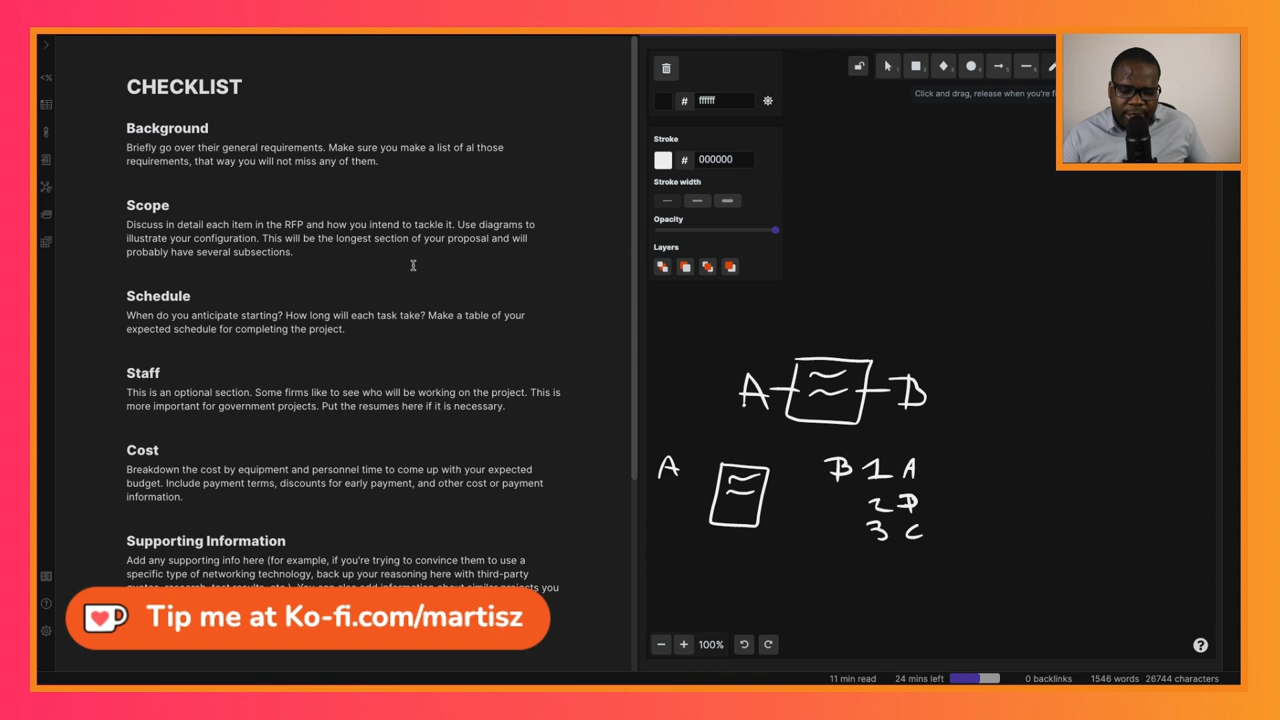 CHECKLIST
Background
Briefly go over their general requirements. Make sure you make a list of al those
requirements, that way you will not miss any of them.
Scope
Discuss in detail each item in the RFP and how you intend to tackle it. Use diagrams to
illustrate your configuration. This will be the longest section of your proposal and will
probably have several subsections.
Schedule
When do you anticipate starting? How long will each task take? Make a table of your
expected schedule for completing the project.
Staff
This is an optional section. Some firms like to see who will be working on the project. This is
more important for government projects. Put the resumes here if it is necessary.
Cost
Breakdown the cost by equipment and personnel time to come up with your expected
budget. Include payment terms, discounts for early payment, and other cost or payment
information.
Supporting Information
Add any supporting info here (for example, if you're trying to convince them to use a
specific type of networking technology, back up your reasoning here with third-party
Tip me at Ko-fi.com/martisz
# ffffff
Click and drag, release when you're
Stroke
# 000000
Stroke width
Opacity
Layers
A B
A B 1 A
2 D
3 C
100%
11 min read 24 mins left 0 backlinks 1546 words 26744 characters